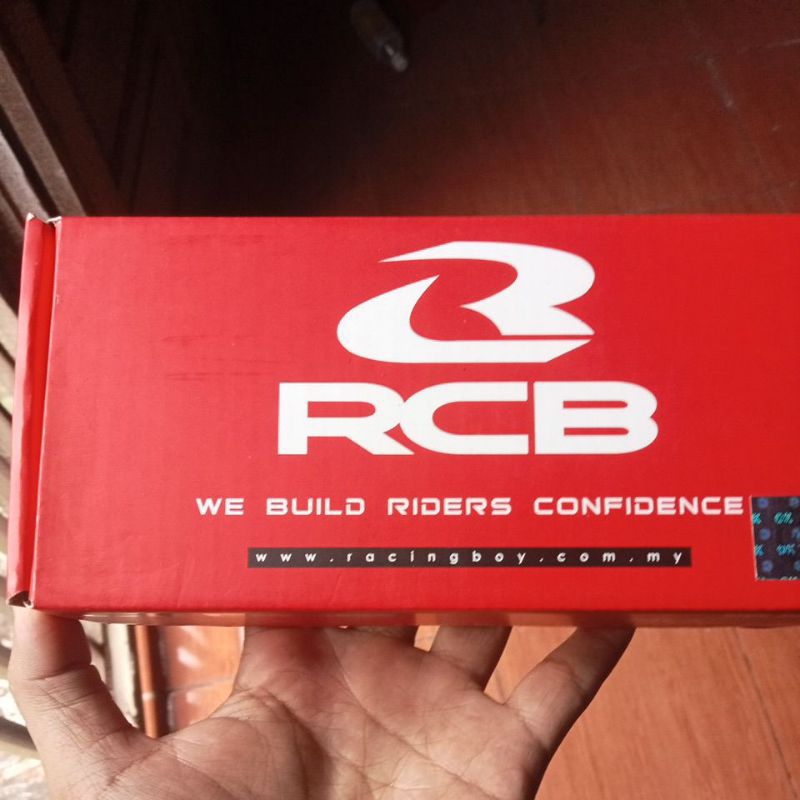 RCB
WE BUILD RIDERS CONFIDENCE
www.racingboy.com.my